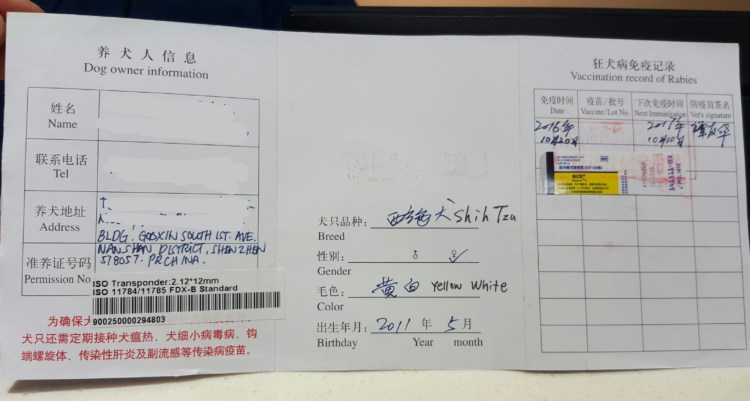 养犬人信息
Dog owner information
姓名
Name
联系电话
Tel
养犬地址
Address
BLDG. GAOXIN SOUTH 1ST. AVE.
NANSHAN DISTRICT, SHENZHEN
518057. PRCHINA.
准养证号码
Permission No
ISO Transponder:2.12*12mm
ISO 11784/11785 FDX-B Standard
900250000294803
为确保犬
犬只还需定期接种犬瘟热、犬细小病毒病、钩
端螺旋体、传染性肝炎及副流感等传染病疫苗。
犬只品种: 西施犬 Shih Tzu
Breed
性别: ♂ ♀
Gender
毛色: 黄白 Yellow White
Color
出生年月: 2011 年 5 月
Birthday Year month
狂犬病免疫记录
Vaccination record of Rabies
免疫时间 疫苗/批号 下次免疫时间 防疫员签名
Date Vaccine/Lot No. Next Immunization Vet's signature
2016年 2017年
10月20日 10月10日